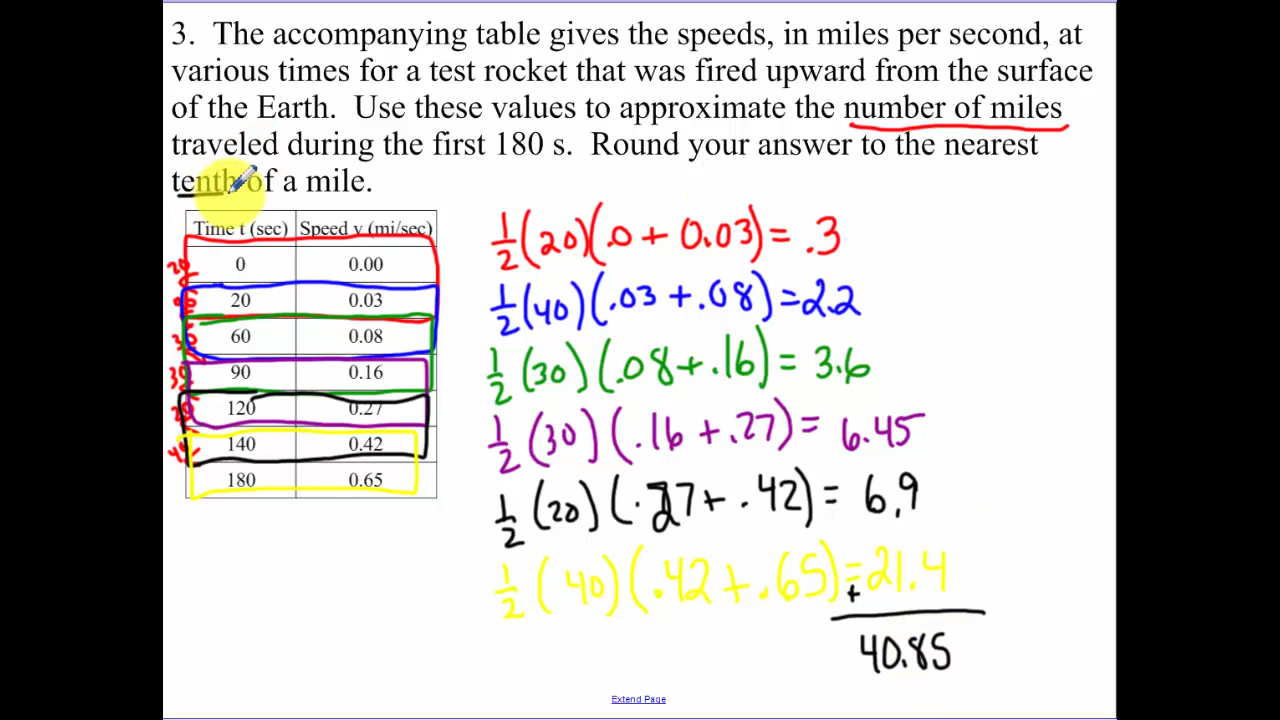 3. The accompanying table gives the speeds, in miles per second, at
various times for a test rocket that was fired upward from the surface
of the Earth. Use these values to approximate the number of miles
traveled during the first 180 s. Round your answer to the nearest
tenth of a mile.
Time t (sec) Speed v (mi/sec)
0 0.00
20 0.03
60 0.08
90 0.16
120 0.27
140 0.42
180 0.65
20
30
1/2 (20)(.0 + 0.03) = .3
1/2 (40)(.03 + .08) = 2.2
1/2 (30)(.08 + .16) = 3.6
1/2 (30)(.16 + .27) = 6.45
1/2 (20)(.27 + .42) = 6.9
1/2 (40)(.42 + .65) = 21.4
+
40.85
Extend Page